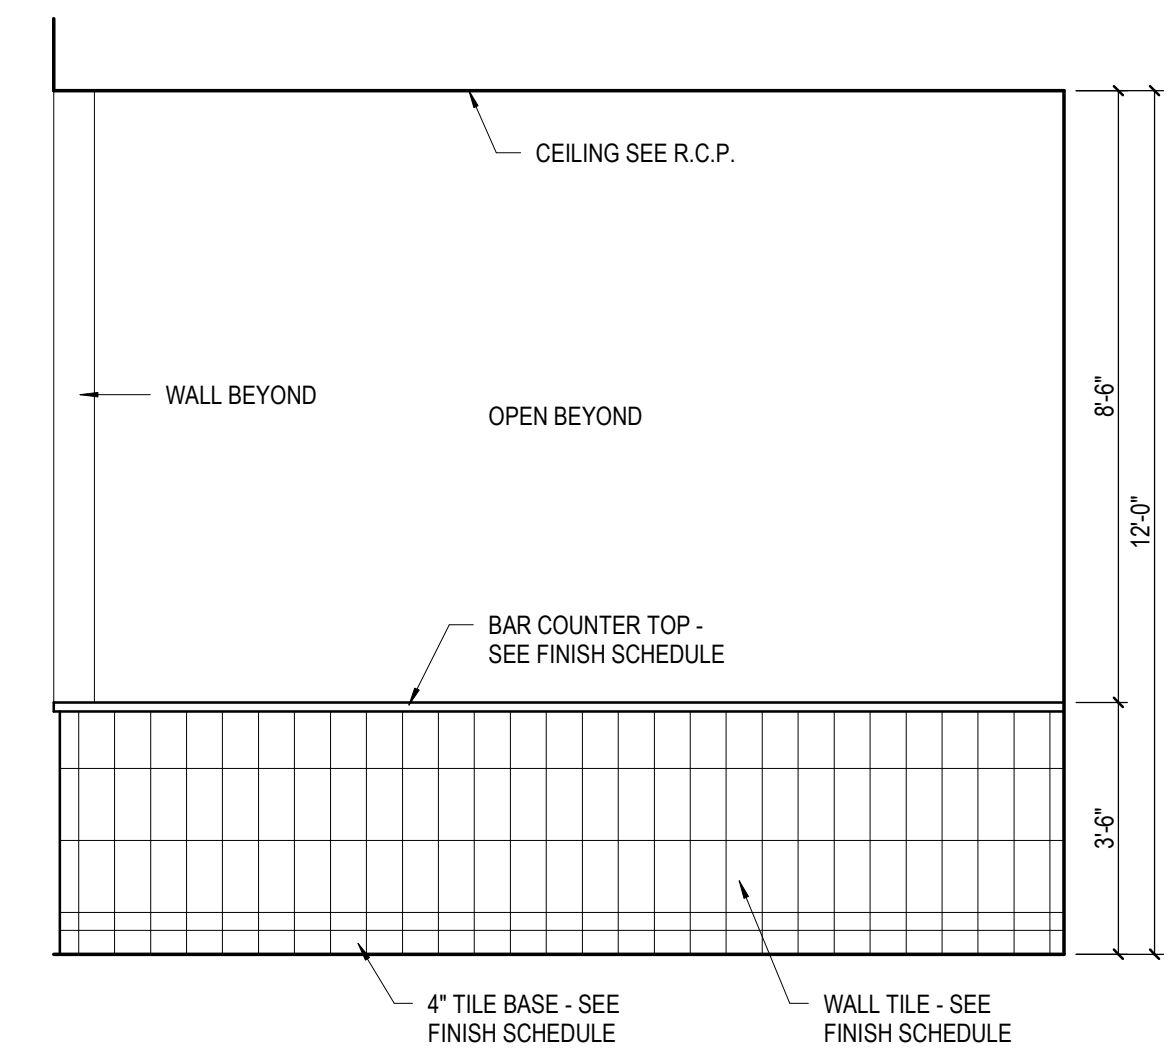 CEILING SEE R.C.P.
WALL BEYOND
8'-6"
OPEN BEYOND
12'-0"
BAR COUNTER TOP -
SEE FINISH SCHEDULE
3'-6"
4" TILE BASE - SEE
FINISH SCHEDULE
WALL TILE - SEE
FINISH SCHEDULE